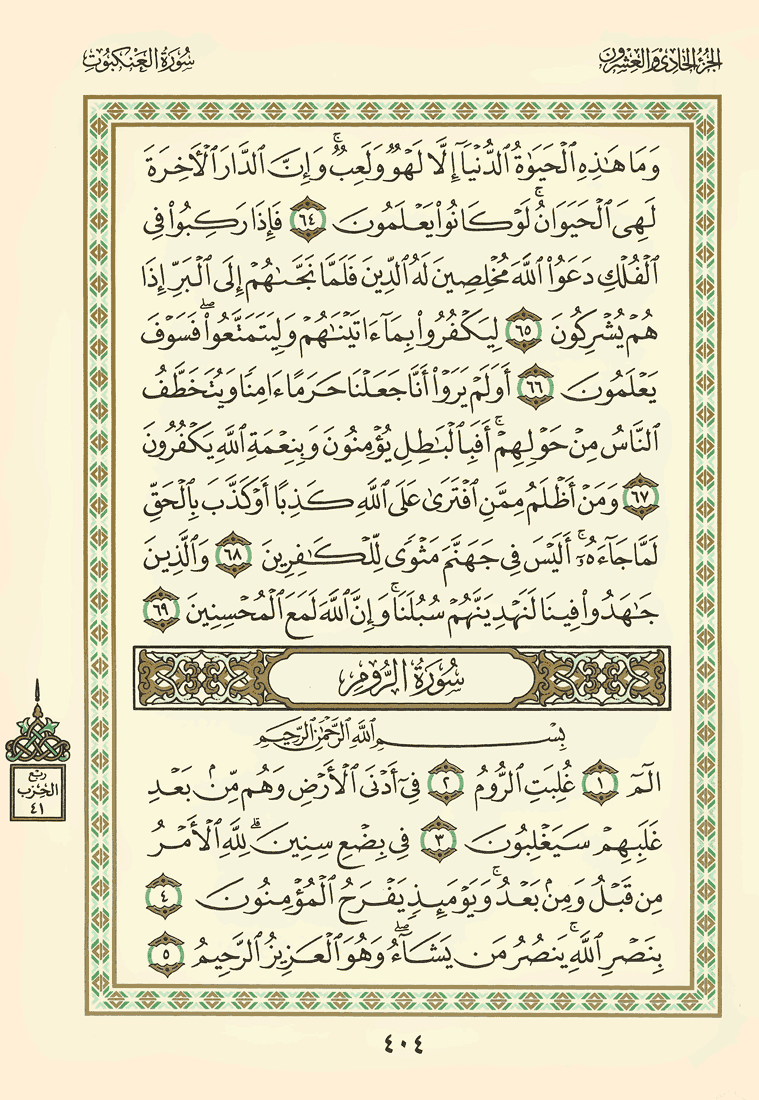 الجزء الحادي والعشرون
سورة العنكبوت
وَمَا هَٰذِهِ ٱلْحَيَوٰةُ ٱلدُّنْيَآ إِلَّا لَهْوٌ وَلَعِبٌ ۚ وَإِنَّ ٱلدَّارَ ٱلْـَٔاخِرَةَ
لَهِىَ ٱلْحَيَوَانُ ۚ لَوْ كَانُوا۟ يَعْلَمُونَ ٦٤ فَإِذَا رَكِبُوا۟ فِى
ٱلْفُلْكِ دَعَوُا۟ ٱللَّهَ مُخْلِصِينَ لَهُ ٱلدِّينَ فَلَمَّا نَجَّىٰهُمْ إِلَى ٱلْبَرِّ إِذَا
هُمْ يُشْرِكُونَ ٦٥ لِيَكْفُرُوا۟ بِمَآ ءَاتَيْنَٰهُمْ وَلِيَتَمَتَّعُوا۟ ۖ فَسَوْفَ
يَعْلَمُونَ ٦٦ أَوَلَمْ يَرَوْا۟ أَنَّا جَعَلْنَا حَرَمًا ءَامِنًا وَيُتَخَطَّفُ
ٱلنَّاسُ مِنْ حَوْلِهِمْ ۚ أَفَبِٱلْبَٰطِلِ يُؤْمِنُونَ وَبِنِعْمَةِ ٱللَّهِ يَكْفُرُونَ
٦٧ وَمَنْ أَظْلَمُ مِمَّنِ ٱفْتَرَىٰ عَلَى ٱللَّهِ كَذِبًا أَوْ كَذَّبَ بِٱلْحَقِّ
لَمَّا جَآءَهُۥٓ ۚ أَلَيْسَ فِى جَهَنَّمَ مَثْوًى لِّلْكَٰفِرِينَ ٦٨ وَٱلَّذِينَ
جَٰهَدُوا۟ فِينَا لَنَهْدِيَنَّهُمْ سُبُلَنَا ۚ وَإِنَّ ٱللَّهَ لَمَعَ ٱلْمُحْسِنِينَ ٦٩
سُورَةُ الرُّومِ
بِسْمِ ٱللَّهِ ٱلرَّحْمَٰنِ ٱلرَّحِيمِ
الٓمٓ ١ غُلِبَتِ ٱلرُّومُ ٢ فِىٓ أَدْنَى ٱلْأَرْضِ وَهُم مِّنۢ بَعْدِ
غَلَبِهِمْ سَيَغْلِبُونَ ٣ فِى بِضْعِ سِنِينَ ۗ لِلَّهِ ٱلْأَمْرُ
مِن قَبْلُ وَمِنۢ بَعْدُ ۚ وَيَوْمَئِذٍ يَفْرَحُ ٱلْمُؤْمِنُونَ ٤
بِنَصْرِ ٱللَّهِ ۚ يَنصُرُ مَن يَشَآءُ ۖ وَهُوَ ٱلْعَزِيزُ ٱلرَّحِيمُ ٥
ربع
الحزب
٤١
٤٠٤